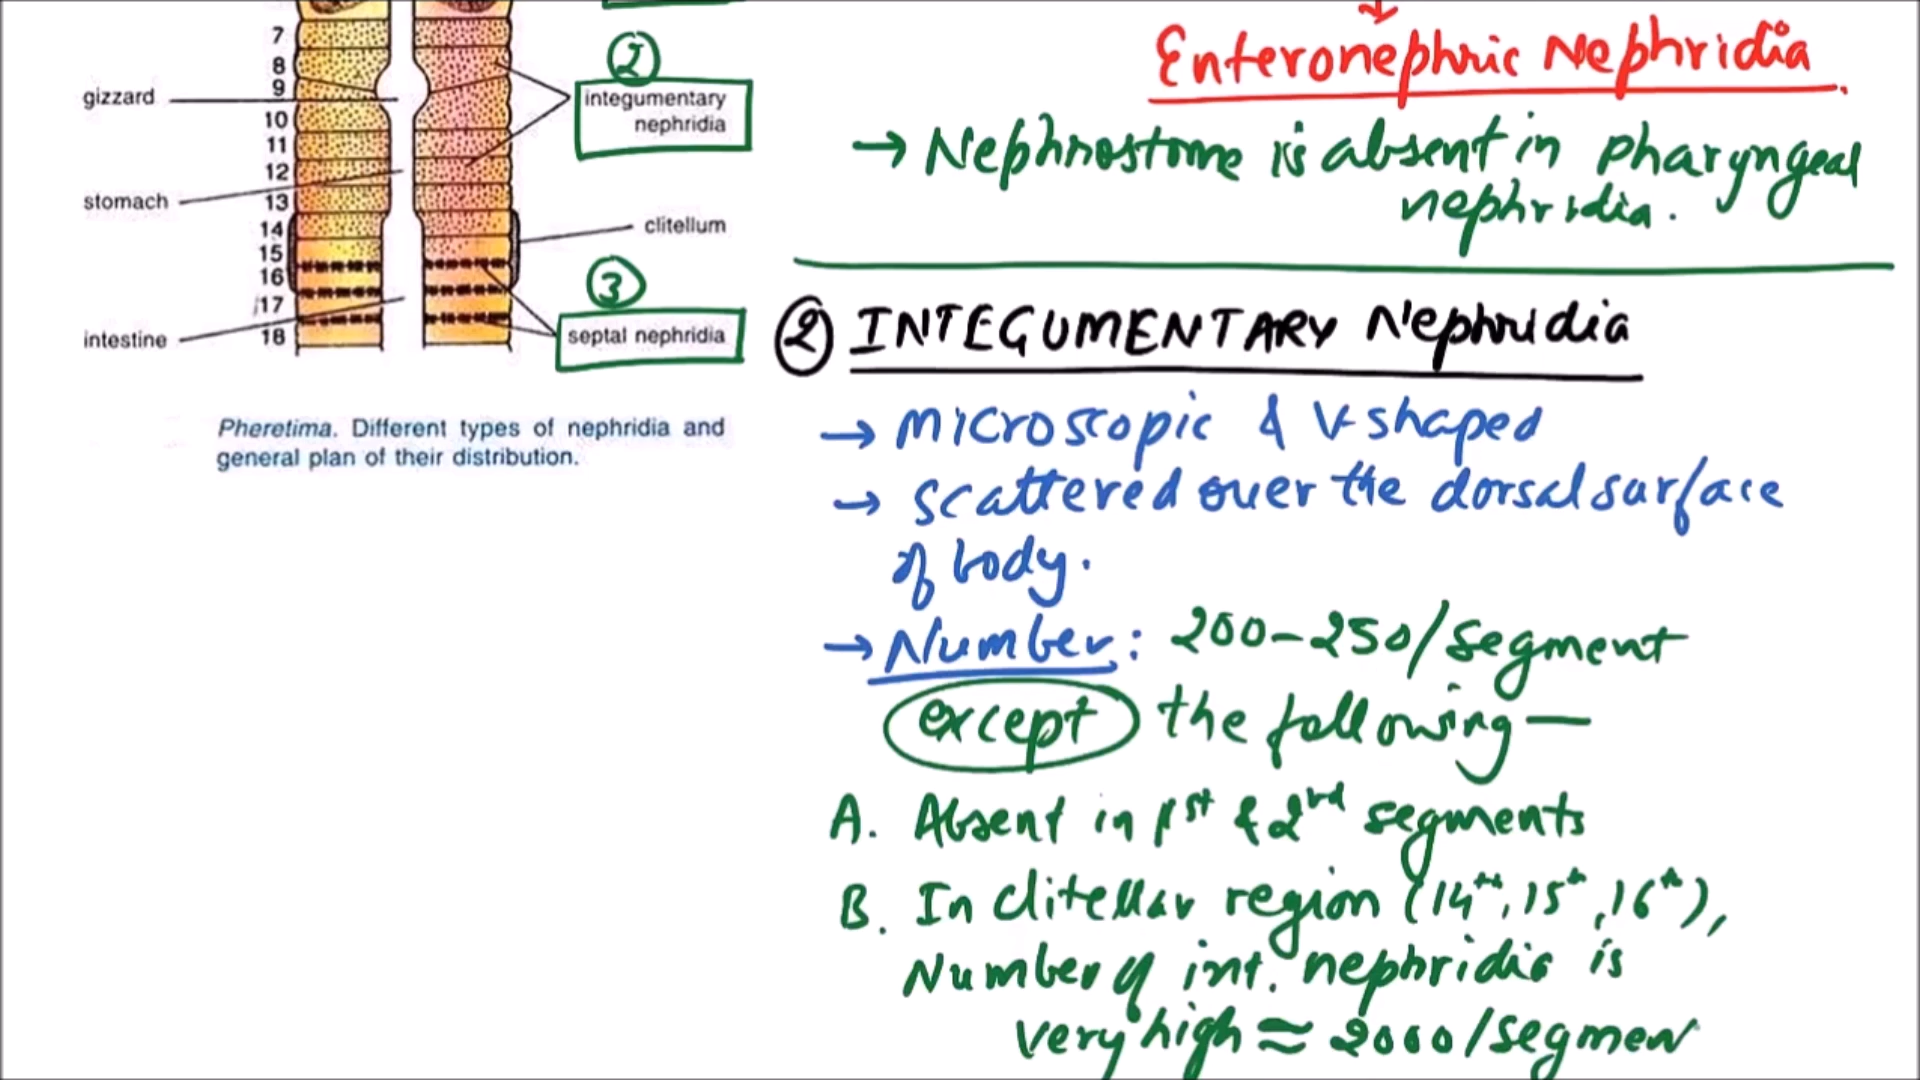 7
8
9
10
11
12
13
14
15
16
17
18
gizzard
stomach
intestine
2
integumentary
nephridia
clitellum
3
septal nephridia
Pheretima. Different types of nephridia and
general plan of their distribution.
Enteronephric Nephridia.
→ Nephrostome is absent in pharyngeal
nephridia.
2 INTEGUMENTARY Nephridia
→ microscopic & V-shaped
→ scattered over the dorsal surface
of body.
→ Number: 200-250/segment
except the following—
A. Absent in 1st & 2nd segments
B. In Clitellar region (14th, 15th, 16th),
Number of int. nephridia is
very high ≈ 2000/segmen